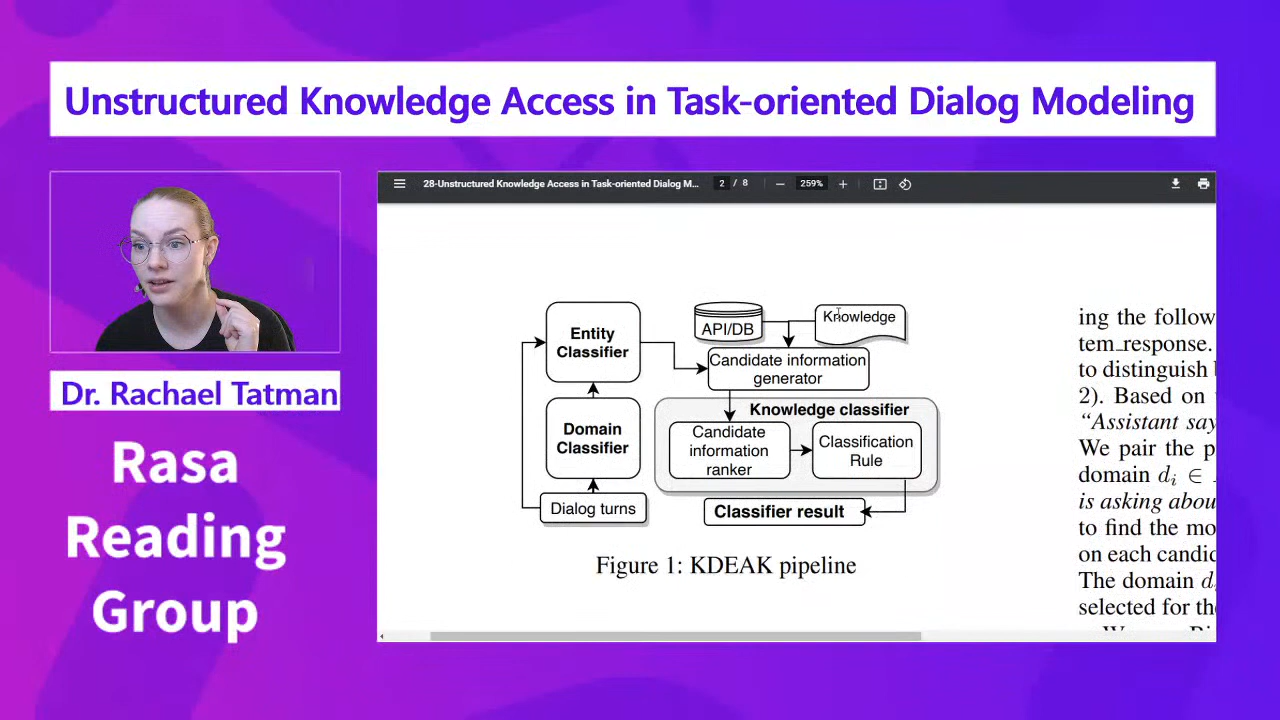 Unstructured Knowledge Access in Task-oriented Dialog Modeling
28-Unstructured Knowledge Access in Task-oriented Dialog M...
2 / 8
259%
Dr. Rachael Tatman
Rasa
Reading
Group
Entity
Classifier
Domain
Classifier
Dialog turns
API/DB
Knowledge
Candidate information
generator
Knowledge classifier
Candidate
information
ranker
Classification
Rule
Classifier result
Figure 1: KDEAK pipeline
ing the follow
tem_response.
to distinguish
2). Based on
“Assistant say
We pair the p
domain di ∈
is asking abou
to find the mo
on each candid
The domain d
selected for the